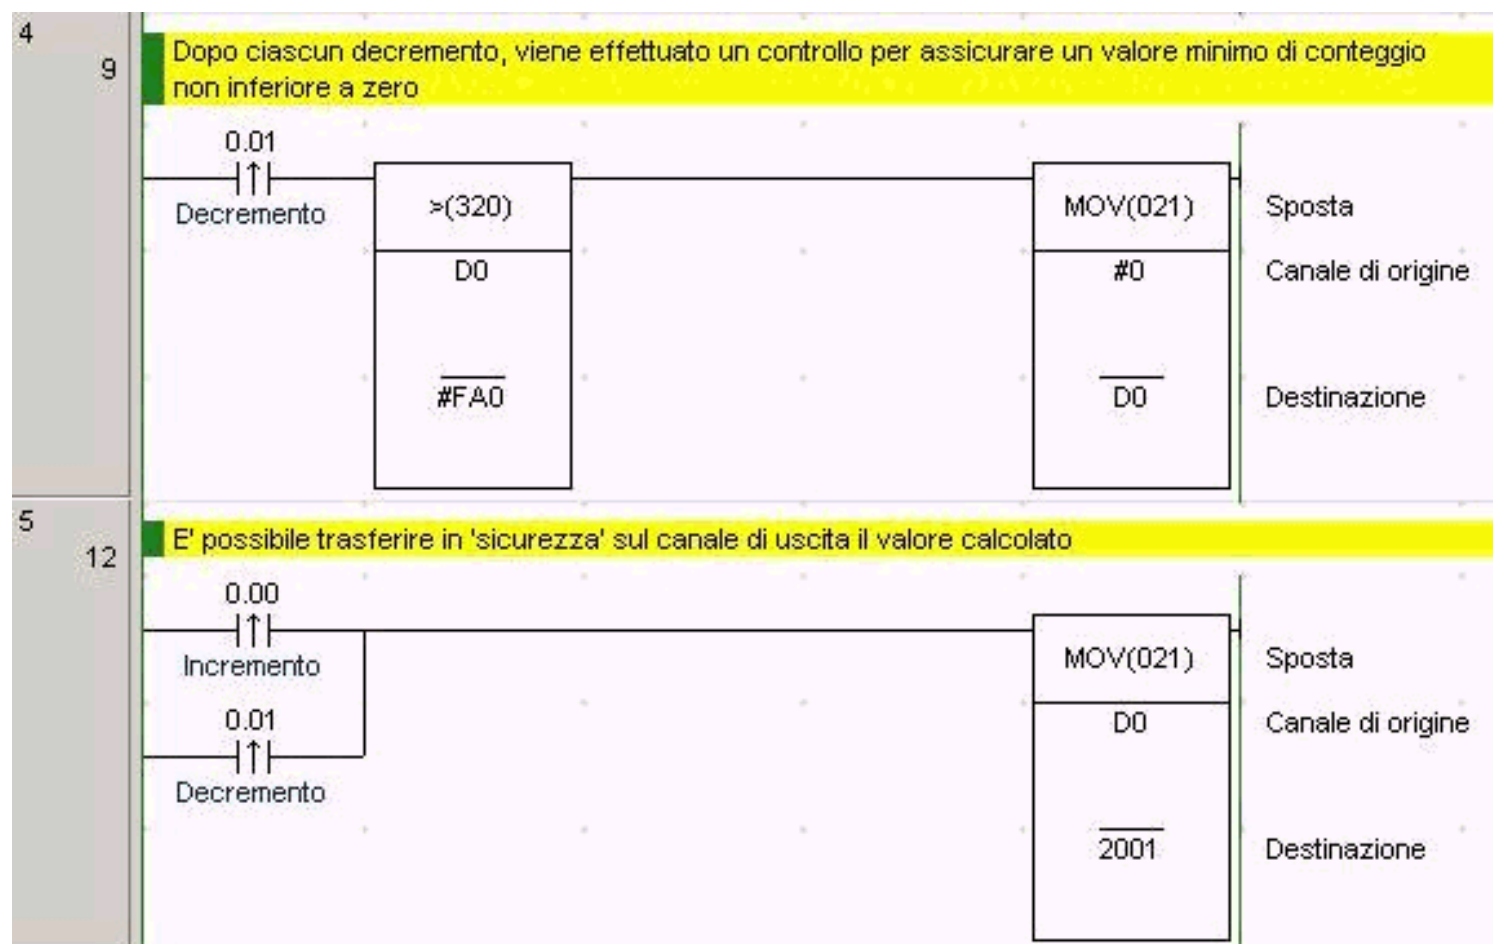 4
9
Dopo ciascun decremento, viene effettuato un controllo per assicurare un valore minimo di conteggio
non inferiore a zero
0.01
Decremento
>(320)
D0
#FA0
MOV(021)
Sposta
#0
Canale di origine
D0
Destinazione
5
12
E' possibile trasferire in 'sicurezza' sul canale di uscita il valore calcolato
0.00
Incremento
0.01
Decremento
MOV(021)
Sposta
D0
Canale di origine
2001
Destinazione